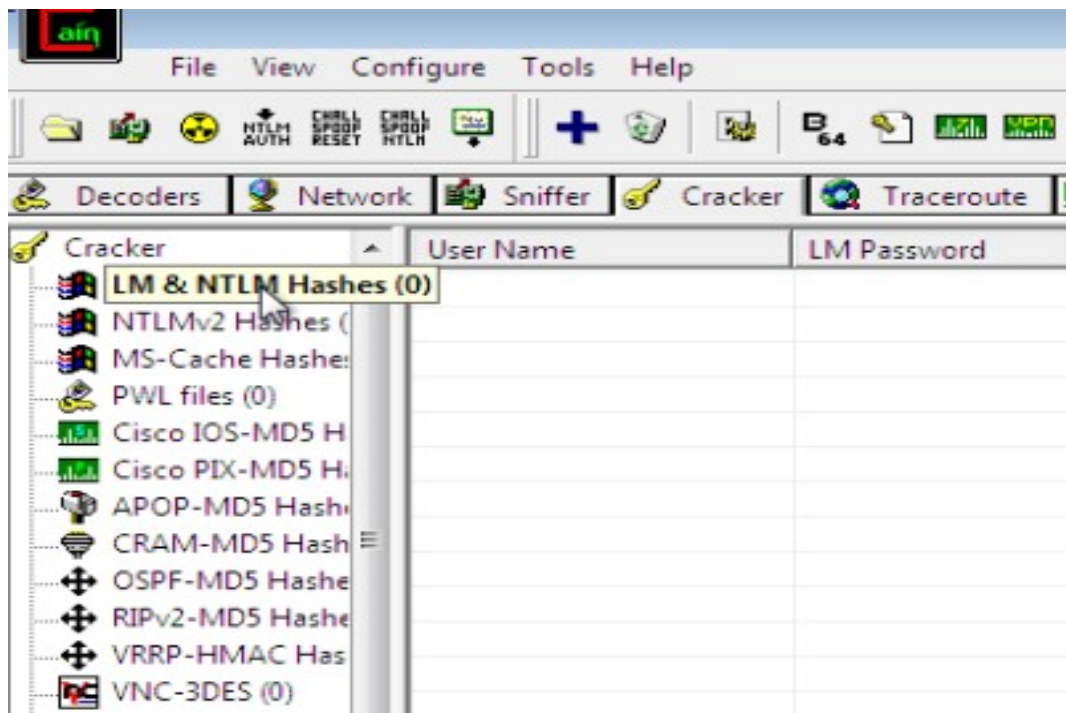 Cain
File View Configure Tools Help
NTLM AUTH CHALL SPOOF RESET CHALL SPOOF NTLM B64 VPN
Decoders Network Sniffer Cracker Traceroute
Cracker User Name LM Password
LM & NTLM Hashes (0)
NTLMv2 Hashes (
MS-Cache Hashes
PWL files (0)
Cisco IOS-MD5 H
Cisco PIX-MD5 Ha
APOP-MD5 Hash
CRAM-MD5 Hash
OSPF-MD5 Hashe
RIPv2-MD5 Hashe
VRRP-HMAC Has
VNC-3DES (0)